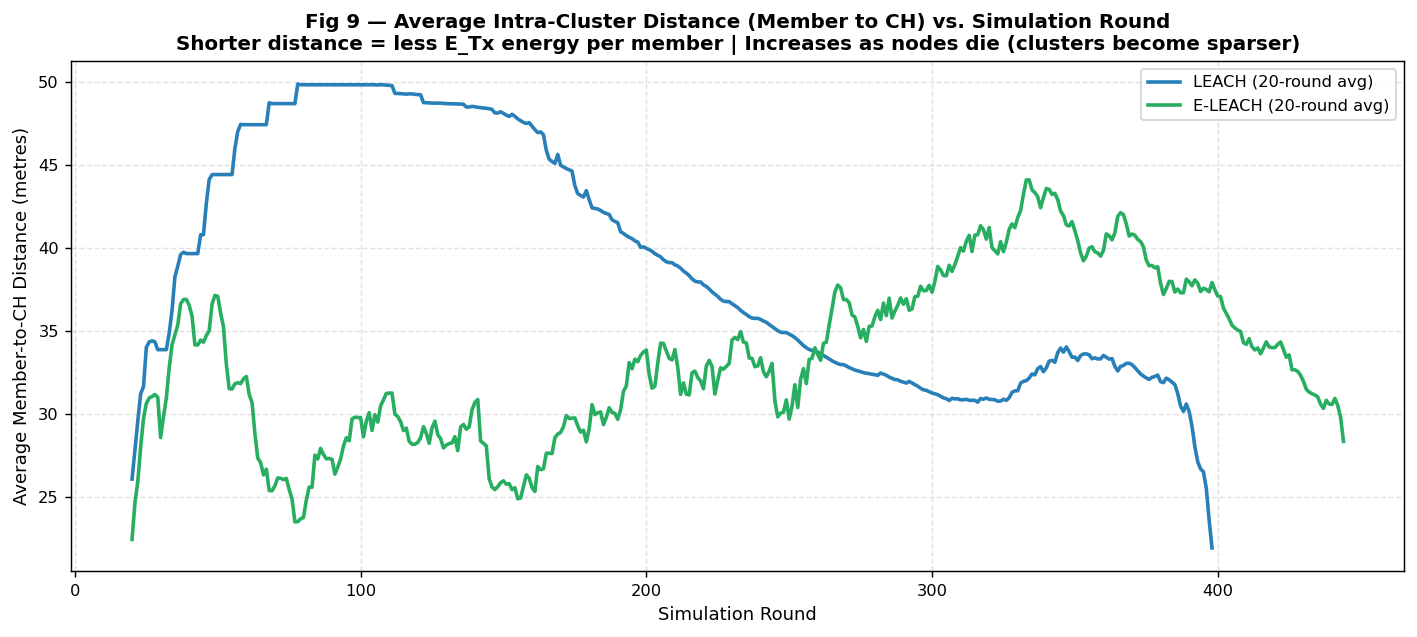 Fig 9 — Average Intra-Cluster Distance (Member to CH) vs. Simulation Round
Shorter distance = less E_Tx energy per member | Increases as nodes die (clusters become sparser)
LEACH (20-round avg)
E-LEACH (20-round avg)
Average Member-to-CH Distance (metres)
50
45
40
35
30
25
0 100 200 300 400
Simulation Round